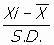 Xi − X̅
S.D.